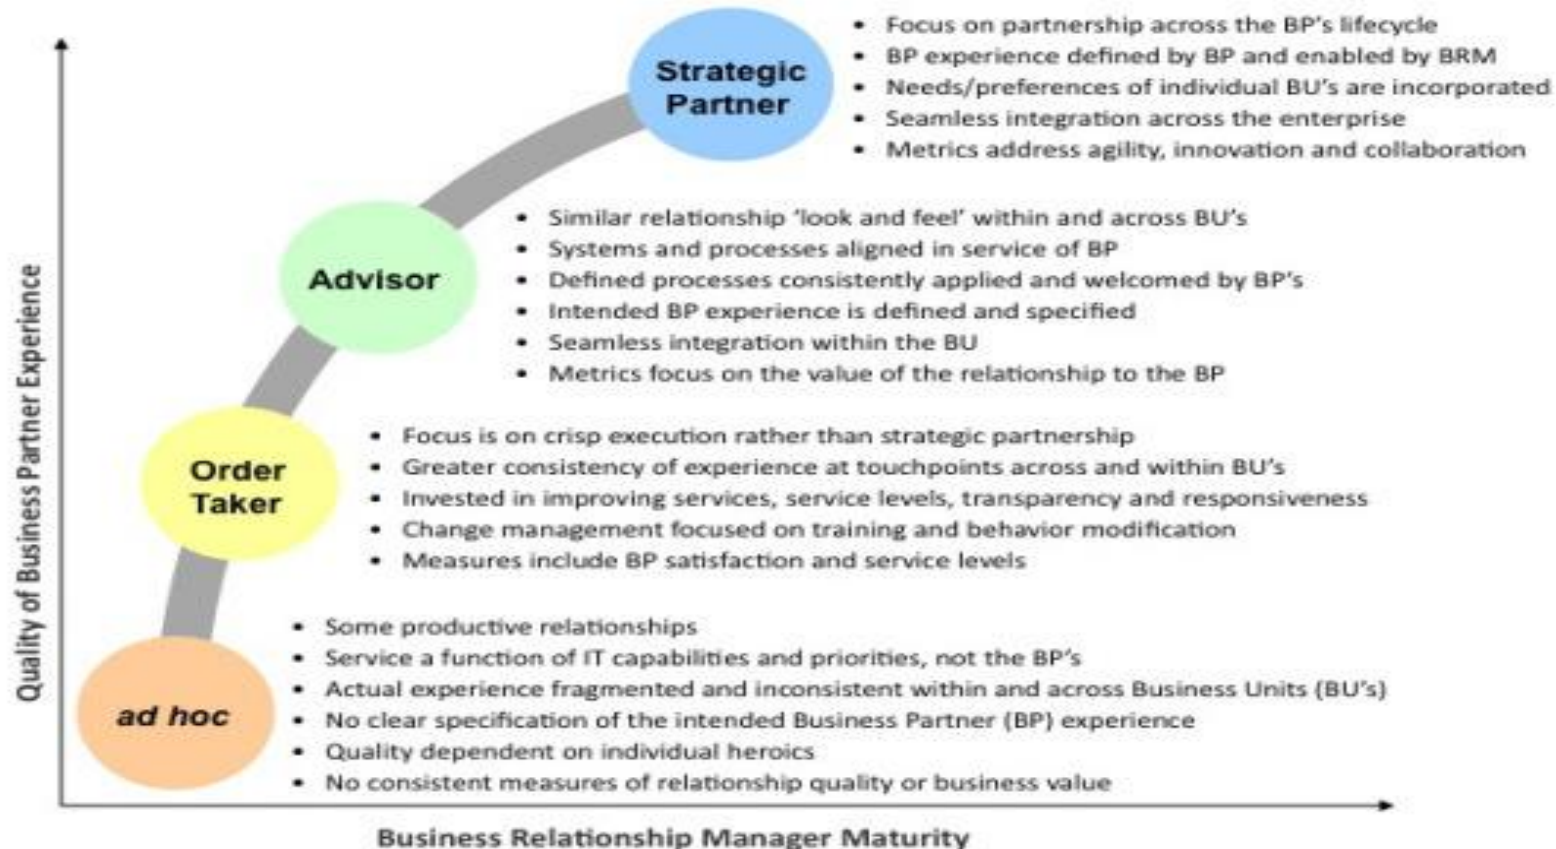 Strategic
Partner
• Focus on partnership across the BP's lifecycle
• BP experience defined by BP and enabled by BRM
• Needs/preferences of individual BU's are incorporated
• Seamless integration across the enterprise
• Metrics address agility, innovation and collaboration
Advisor
• Similar relationship 'look and feel' within and across BU's
• Systems and processes aligned in service of BP
• Defined processes consistently applied and welcomed by BP's
• Intended BP experience is defined and specified
• Seamless integration within the BU
• Metrics focus on the value of the relationship to the BP
Order
Taker
• Focus is on crisp execution rather than strategic partnership
• Greater consistency of experience at touchpoints across and within BU's
• Invested in improving services, service levels, transparency and responsiveness
• Change management focused on training and behavior modification
• Measures include BP satisfaction and service levels
ad hoc
• Some productive relationships
• Service a function of IT capabilities and priorities, not the BP's
• Actual experience fragmented and inconsistent within and across Business Units (BU's)
• No clear specification of the intended Business Partner (BP) experience
• Quality dependent on individual heroics
• No consistent measures of relationship quality or business value
Quality of Business Partner Experience
Business Relationship Manager Maturity